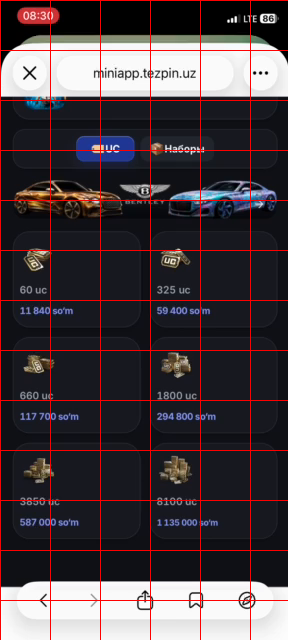 08:30 LTE 86
miniapp.tezpin.uz
UC Наборы
BENTLEY
60 uc 325 uc
11 840 so'm 59 400 so'm
660 uc 1800 uc
117 700 so'm 294 800 so'm
3850 uc 8100 uc
587 000 so'm 1 135 000 so'm